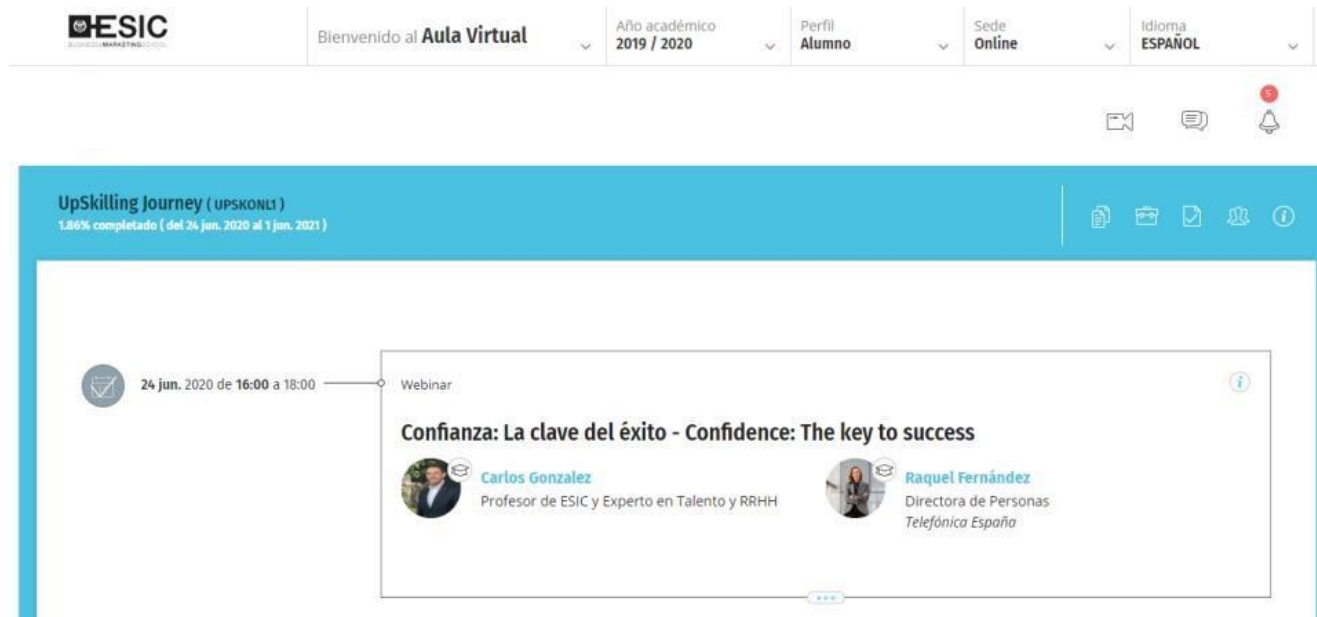 ESIC
BUSINESS&MARKETINGSCHOOL
Bienvenido al Aula Virtual
Año académico
2019 / 2020
Perfil
Alumno
Sede
Online
Idioma
ESPAÑOL
5
UpSkilling Journey ( UPSKONL1 )
1.86% completado ( del 24 jun. 2020 al 1 jun. 2021 )
24 jun. 2020 de 16:00 a 18:00
Webinar
Confianza: La clave del éxito - Confidence: The key to success
Carlos Gonzalez
Profesor de ESIC y Experto en Talento y RRHH
Raquel Fernández
Directora de Personas
Telefónica España